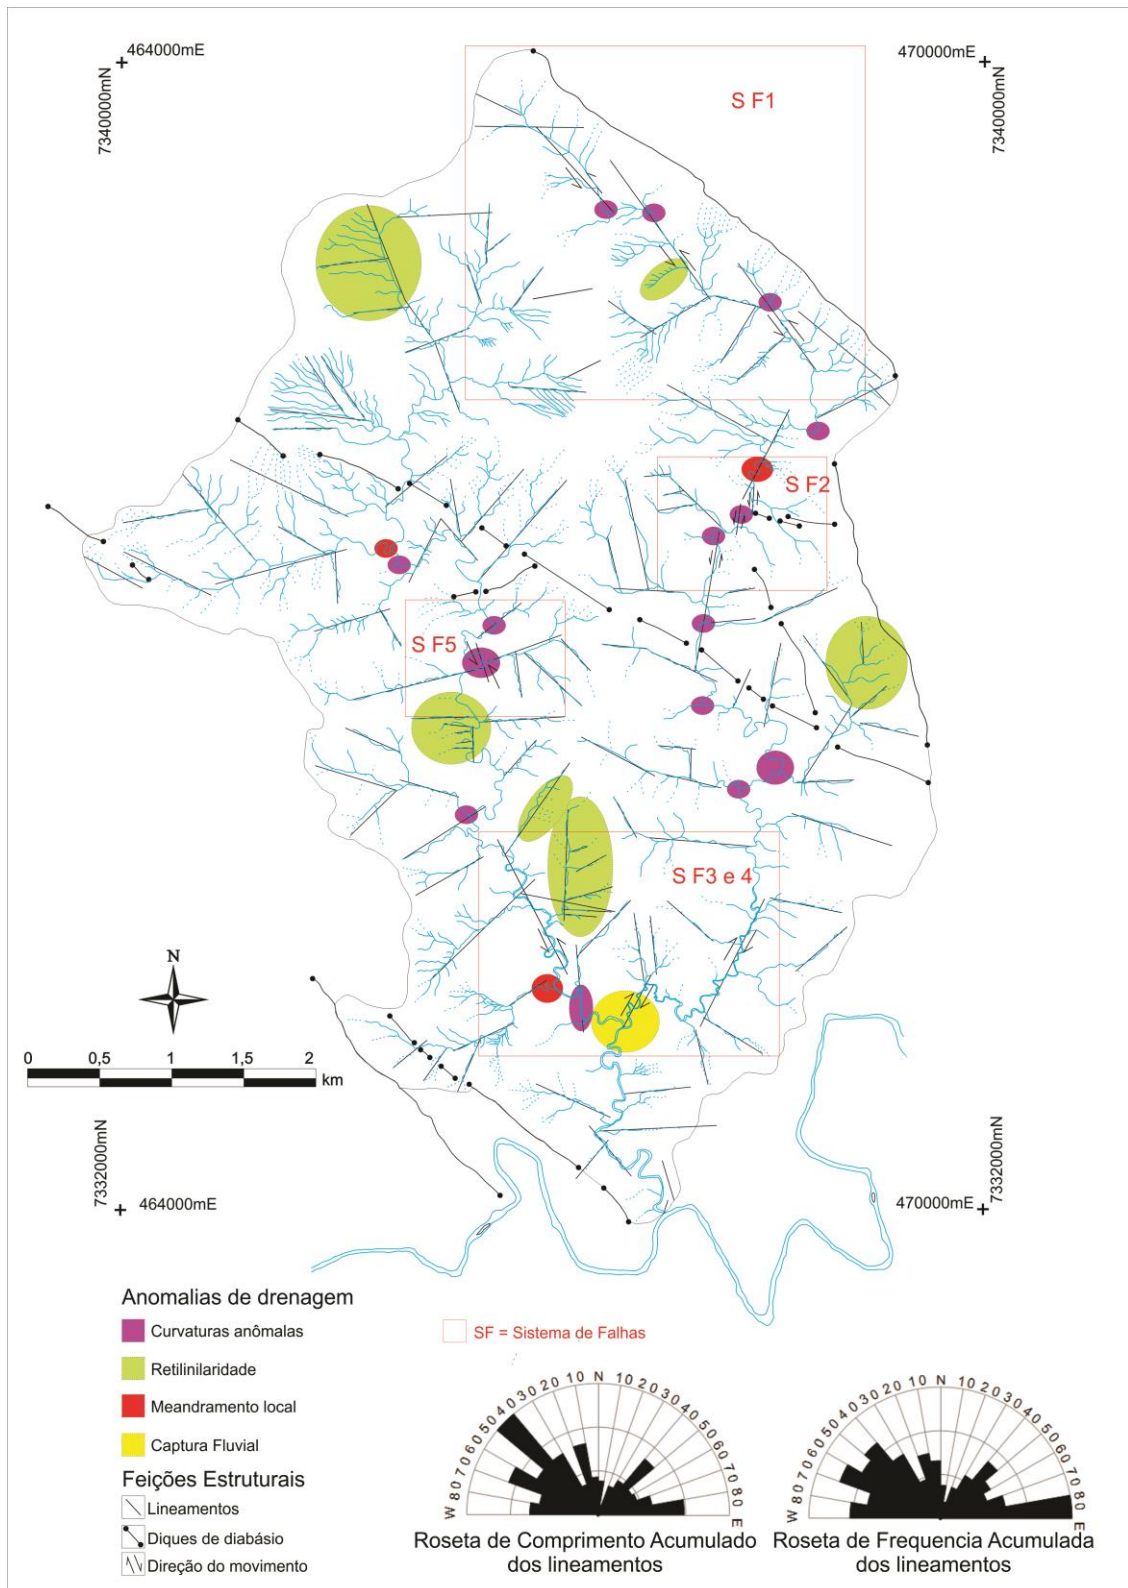 464000mE
470000mE
7340000mN
7340000mN
S F1
S F2
S F5
S F3 e 4
N
0 0,5 1 1,5 2
km
7332000mN
7332000mN
464000mE
470000mE
Anomalias de drenagem
Curvaturas anômalas
Retilinilaridade
Meandramento local
Captura Fluvial
Feições Estruturais
Lineamentos
Diques de diabásio
Direção do movimento
SF = Sistema de Falhas
W 80 70 60 50 40 30 20 10 N 10 20 30 40 50 60 70 80 E
Roseta de Comprimento Acumulado
dos lineamentos
W 80 70 60 50 40 30 20 10 N 10 20 30 40 50 60 70 80 E
Roseta de Frequencia Acumulada
dos lineamentos